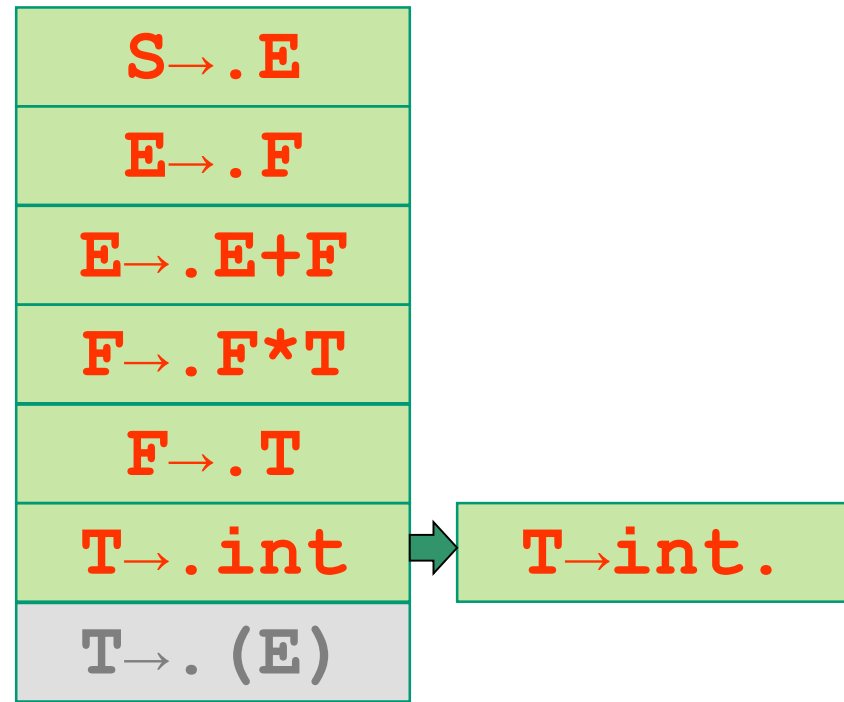 S→.E
E→.F
E→.E+F
F→.F*T
F→.T
T→.int
T→int.
T→.(E)